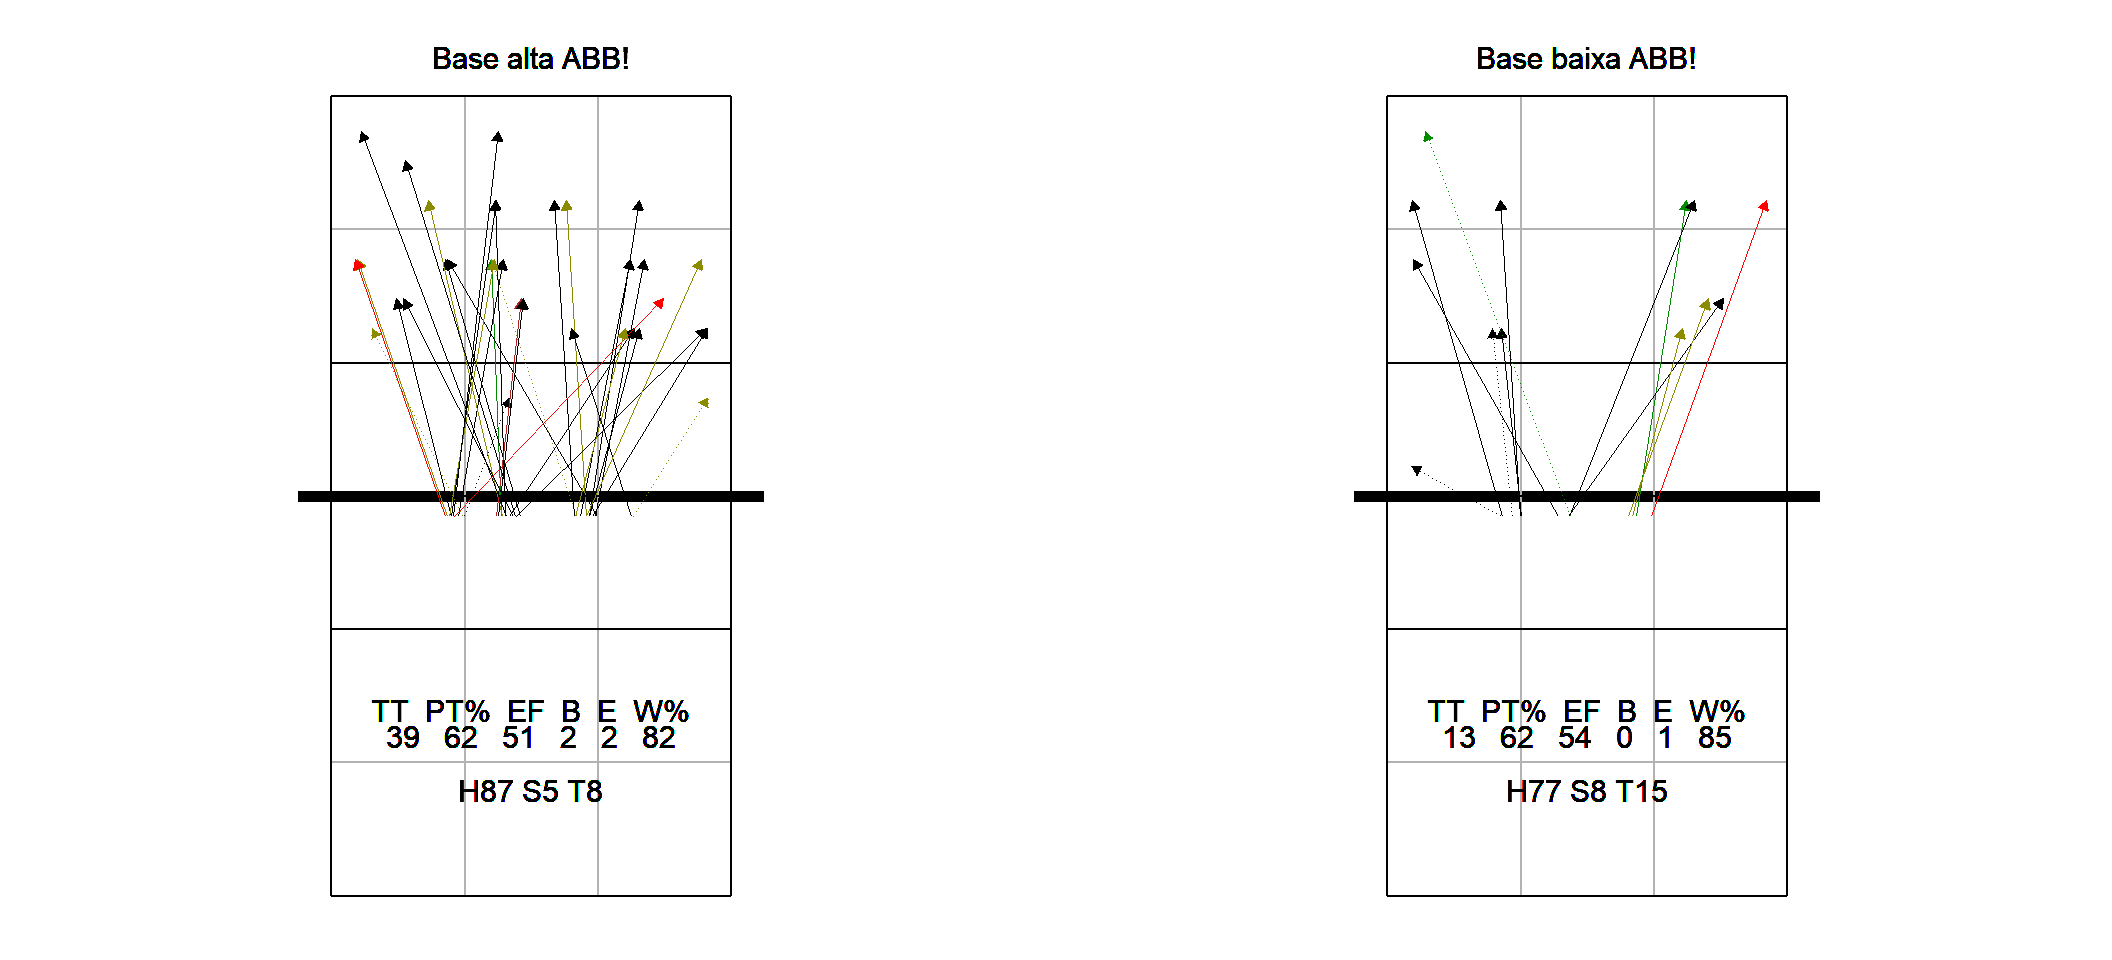 Base alta ABB!
TT PT% EF B E W%
39 62 51 2 2 82
H87 S5 T8
Base baixa ABB!
TT PT% EF B E W%
13 62 54 0 1 85
H77 S8 T15